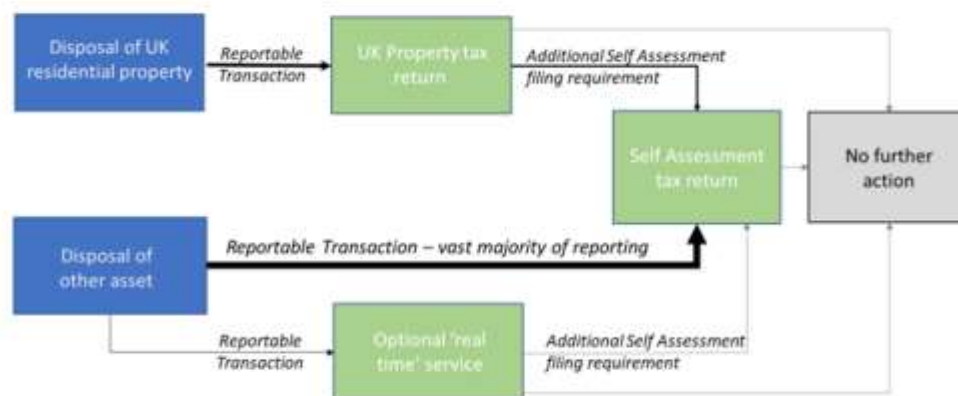 Disposal of UK
residential property
Reportable
Transaction
UK Property tax
return
Additional Self Assessment
filing requirement
Self Assessment
tax return
No further
action
Disposal of
other asset
Reportable Transaction – vast majority of reporting
Reportable
Transaction
Optional 'real
time' service
Additional Self Assessment
filing requirement